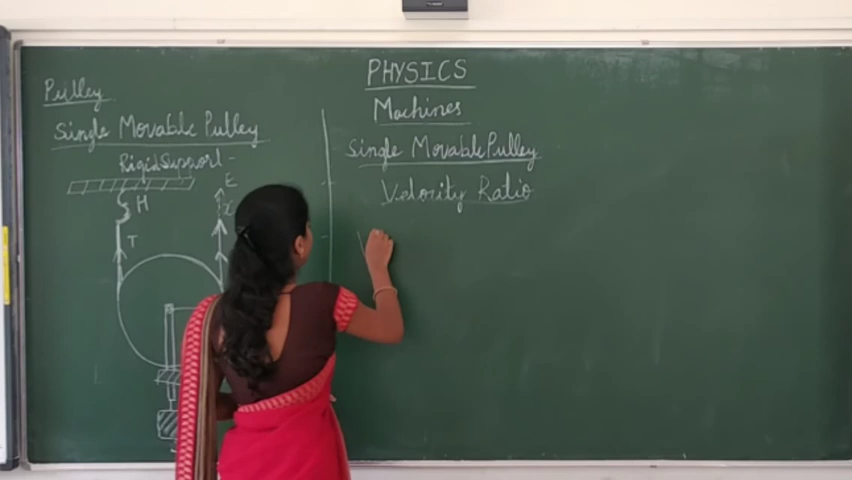 PHYSICS
Machines
Single Movable Pulley
Velocity Ratio
Pulley
Single Movable Pulley
Rigid Support
H
E
x
T